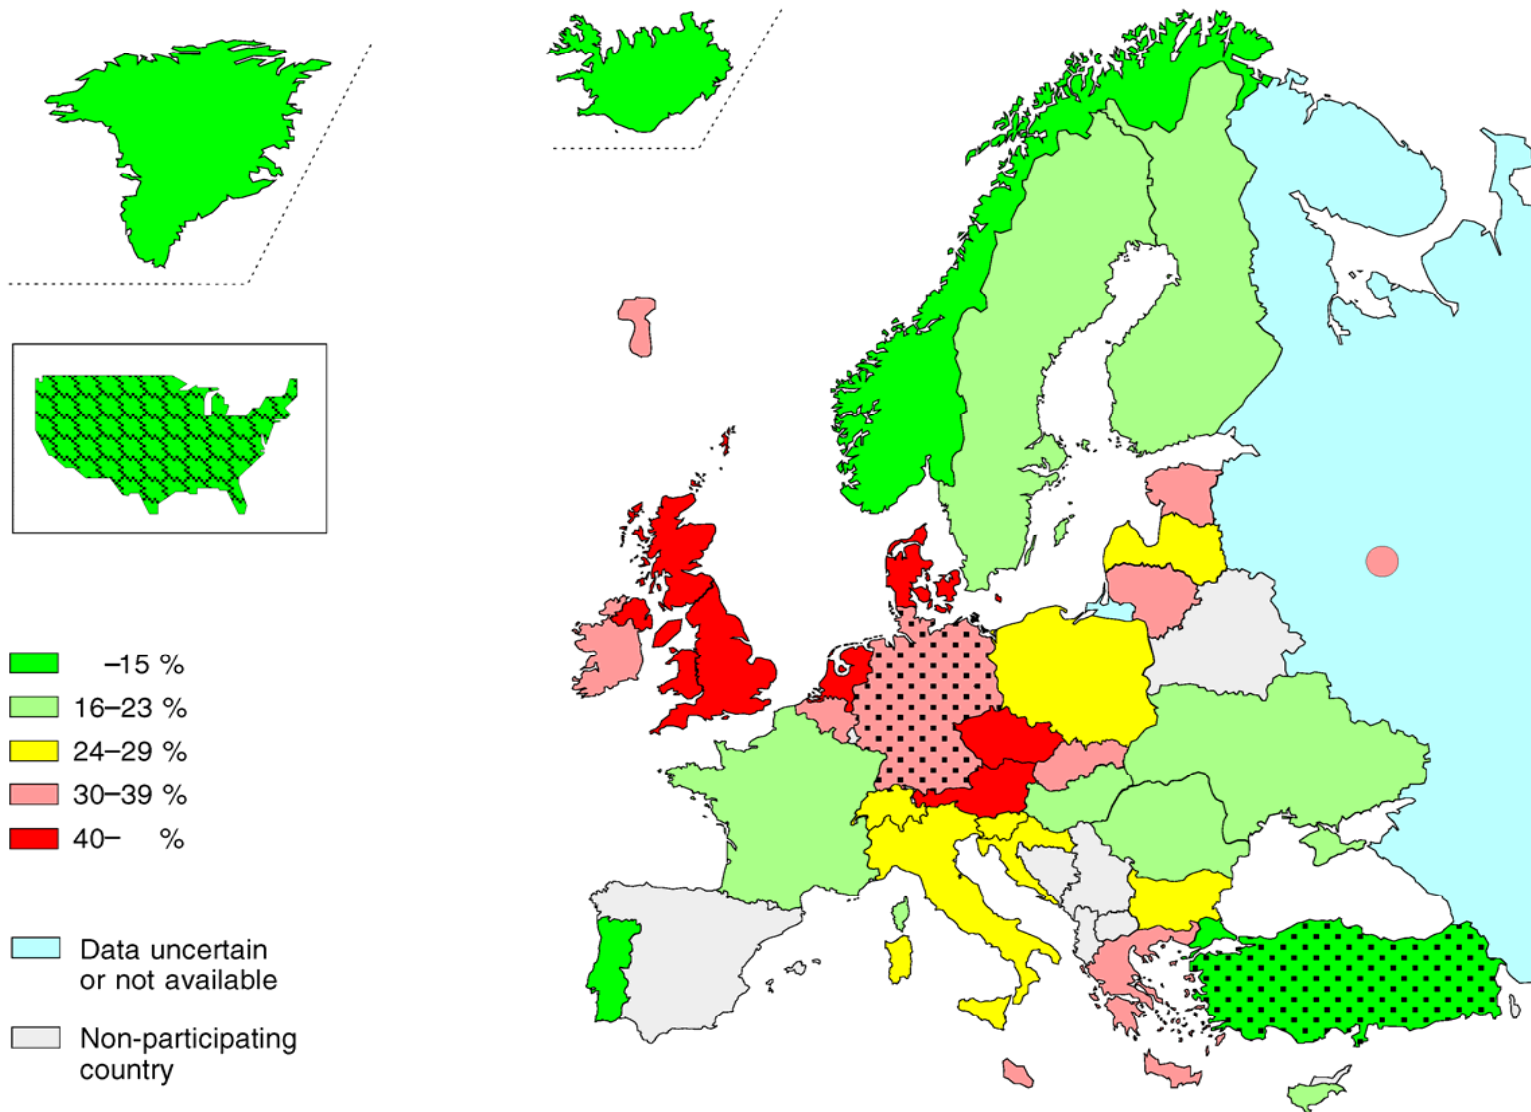 –15 %
16–23 %
24–29 %
30–39 %
40– %
Data uncertain
or not available
Non-participating
country